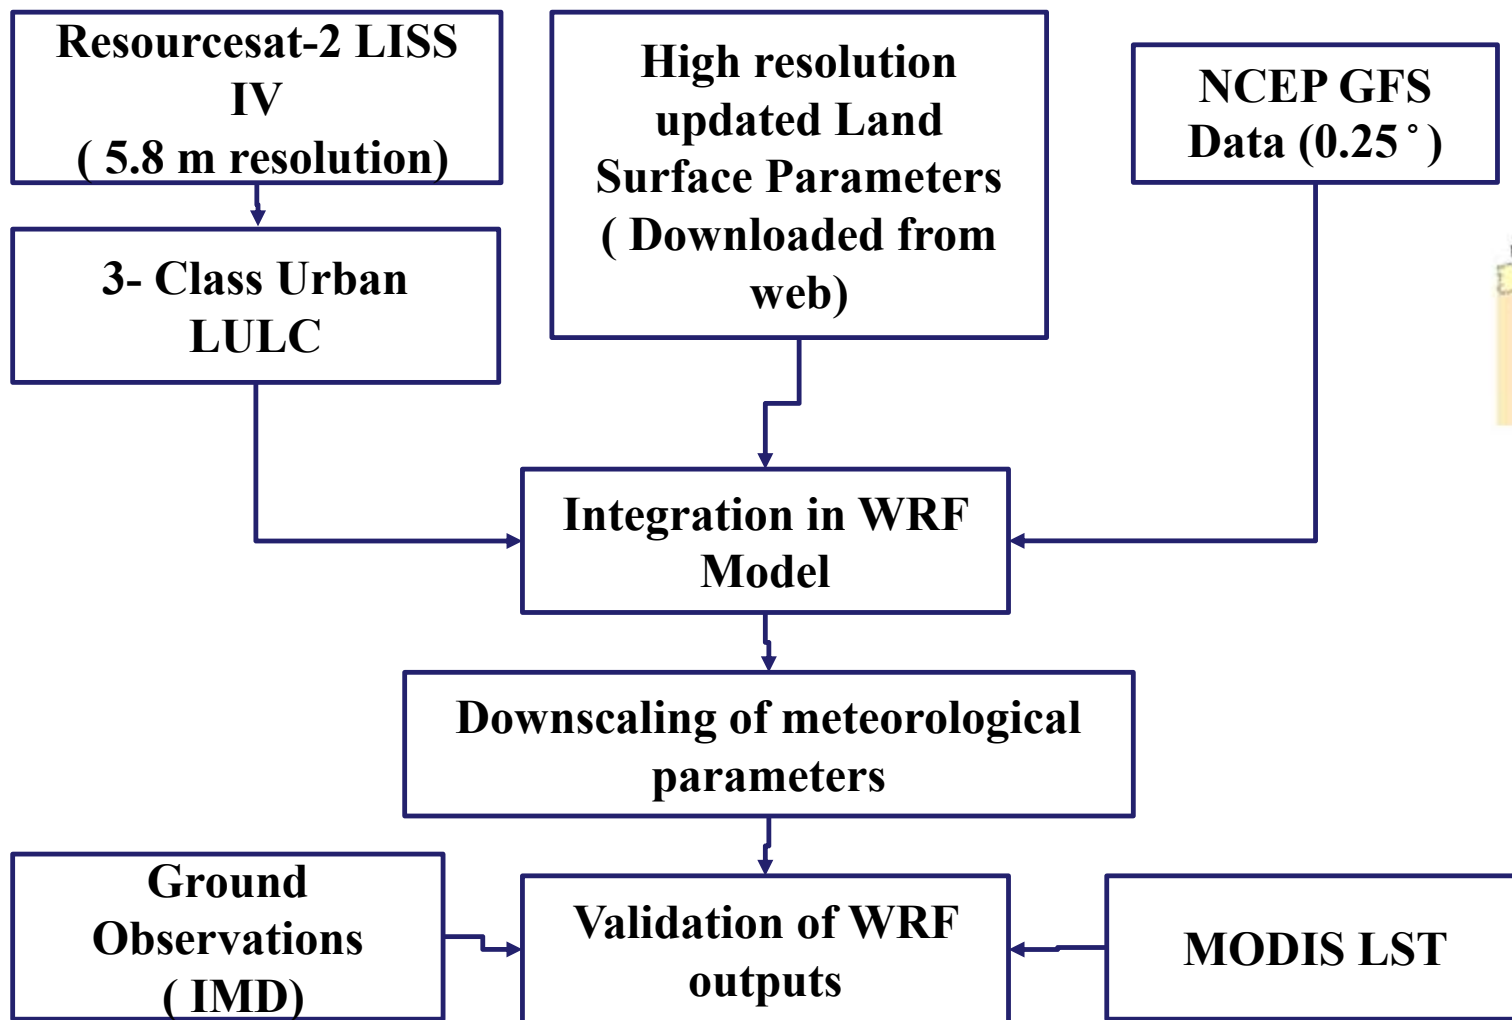 Resourcesat-2 LISS
IV
( 5.8 m resolution)
High resolution
updated Land
Surface Parameters
( Downloaded from
web)
NCEP GFS
Data (0.25°)
3- Class Urban
LULC
Integration in WRF
Model
Downscaling of meteorological
parameters
Ground
Observations
( IMD)
Validation of WRF
outputs
MODIS LST